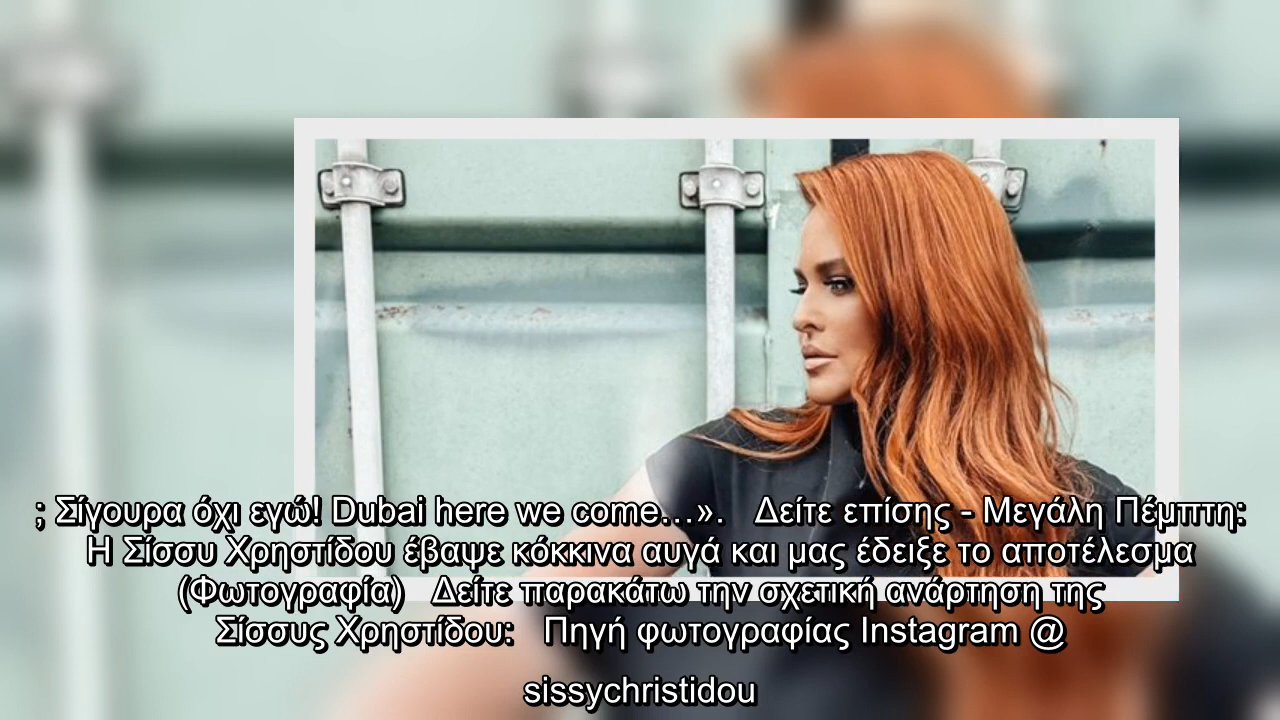 ; Σίγουρα όχι εγώ! Dubai here we come…». Δείτε επίσης - Μεγάλη Πέμπτη:
Η Σίσσυ Χρηστίδου έβαψε κόκκινα αυγά και μας έδειξε το αποτέλεσμα
(Φωτογραφία) Δείτε παρακάτω την σχετική ανάρτηση της
Σίσσυς Χρηστίδου: Πηγή φωτογραφίας Instagram @
sissychristidou